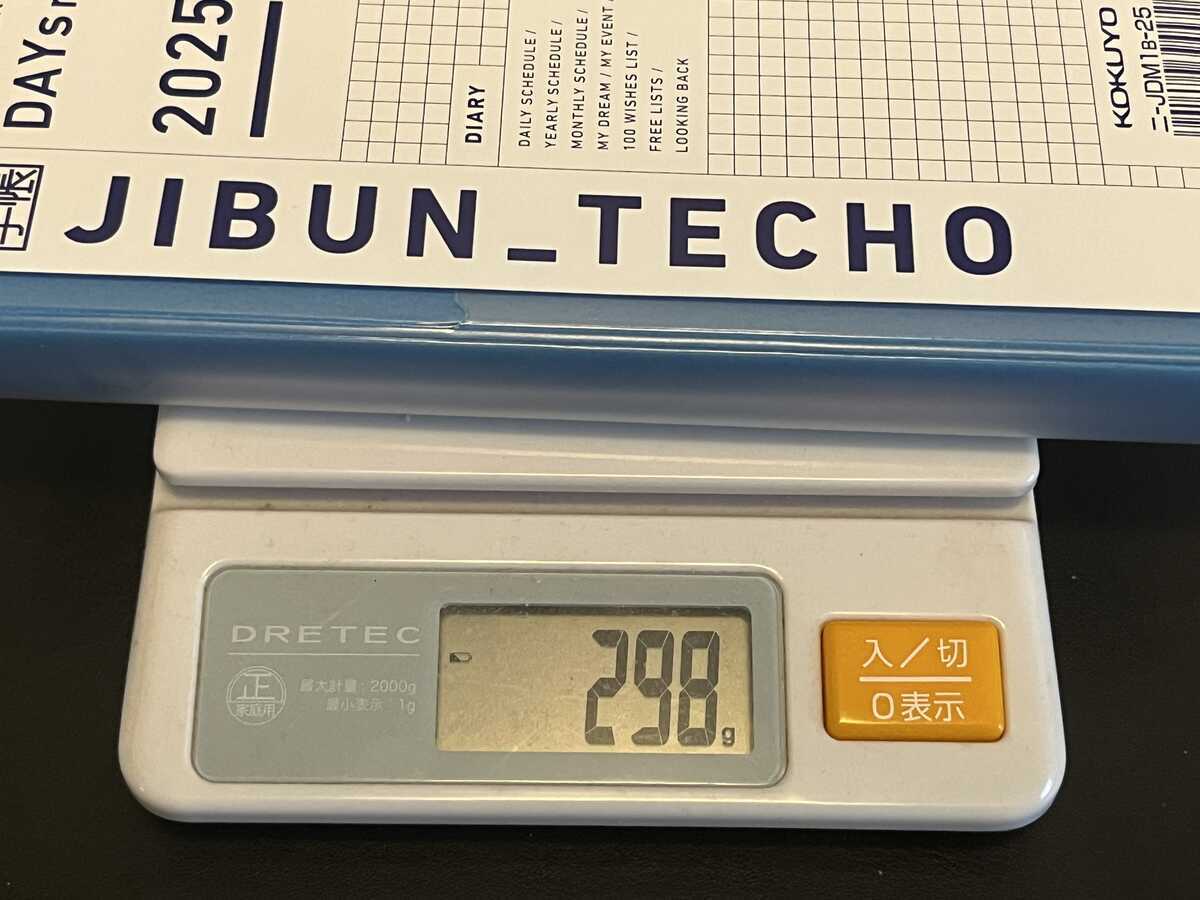 DAYs
2025
DIARY
DAILY SCHEDULE /
YEARLY SCHEDULE /
MONTHLY SCHEDULE /
MY DREAM / MY EVENT /
100 WISHES LIST /
FREE LISTS /
LOOKING BACK
KOKUYO
ニ-JDM1B-25
手帳
JIBUN_TECHO
DRETEC
正
家庭用
最大計量:2000g
最小表示:1g
298g
入/切
0表示